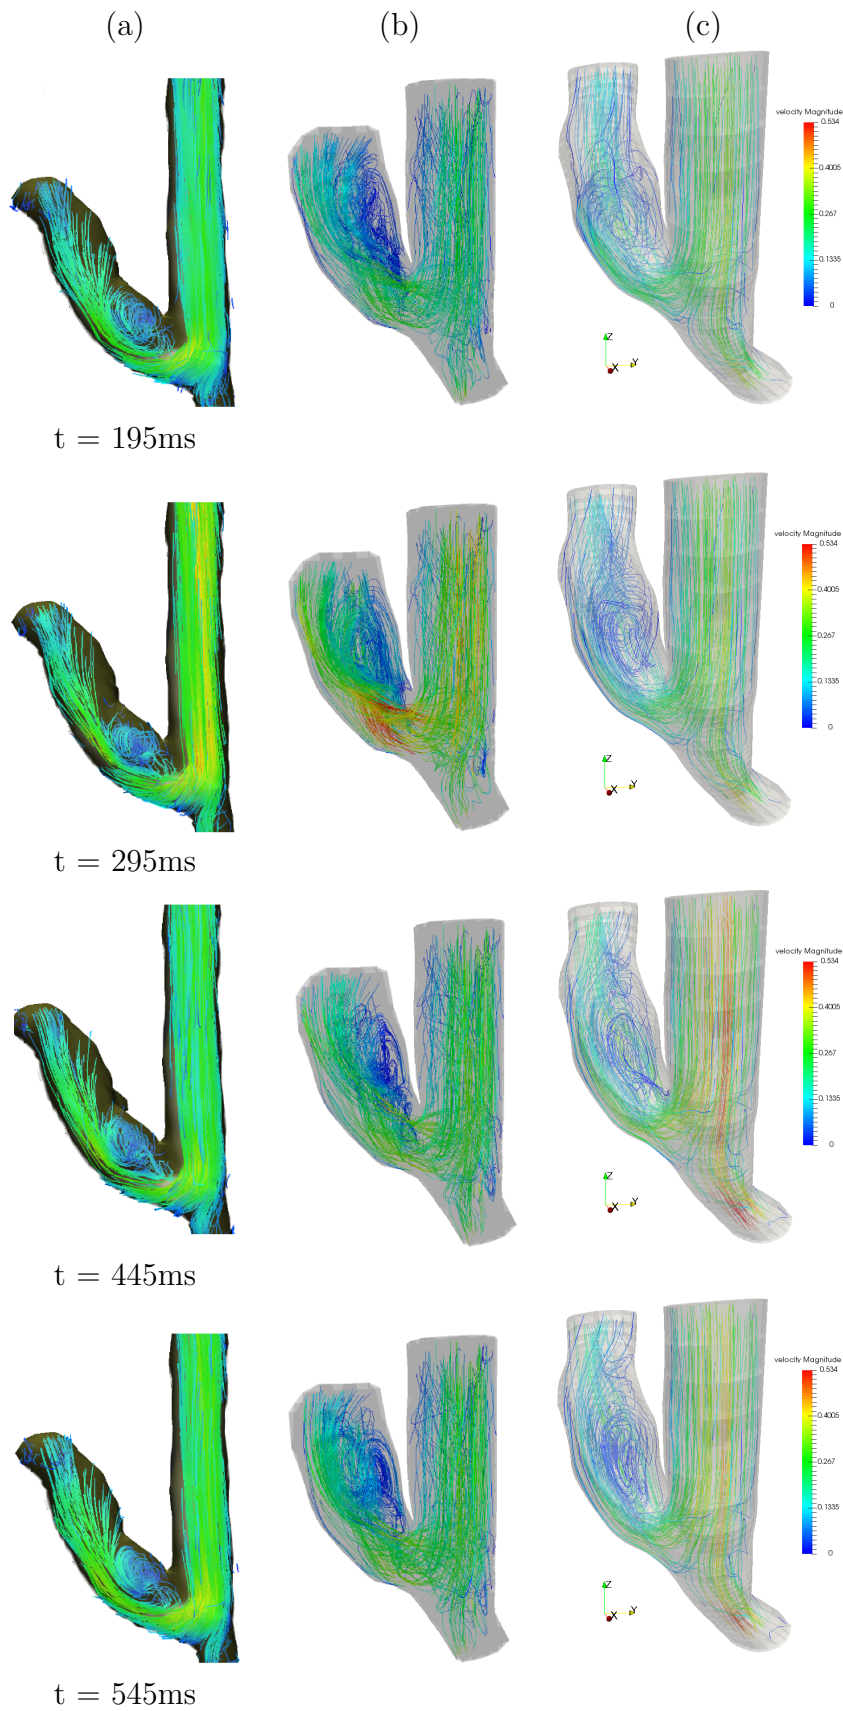 (a) (b) (c)
velocity Magnitude
0.534
0.4005
0.267
0.1335
0
Z
X Y
t = 195ms
velocity Magnitude
0.534
0.4005
0.267
0.1335
0
Z
X Y
t = 295ms
velocity Magnitude
0.534
0.4005
0.267
0.1335
0
Z
X Y
t = 445ms
velocity Magnitude
0.534
0.4005
0.267
0.1335
0
Z
X Y
t = 545ms